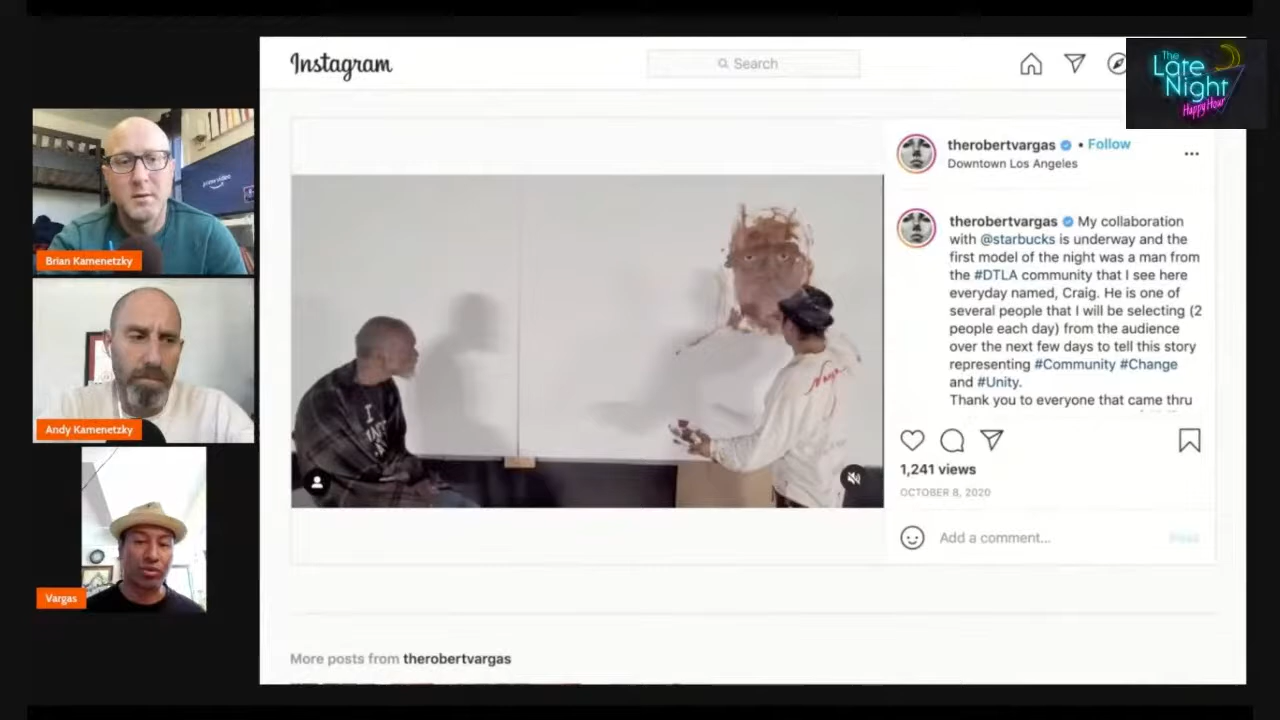 The
Late
Night
Happy Hour
Instagram
Search
prime video
Brian Kamenetzky
Andy Kamenetzky
Vargas
therobertvargas • Follow
Downtown Los Angeles
therobertvargas My collaboration
with @starbucks is underway and the
first model of the night was a man from
the #DTLA community that I see here
everyday named, Craig. He is one of
several people that I will be selecting (2
people each day) from the audience
over the next few days to tell this story
representing #Community #Change
and #Unity.
Thank you to everyone that came thru
1,241 views
OCTOBER 8, 2020
Add a comment...
Post
More posts from therobertvargas